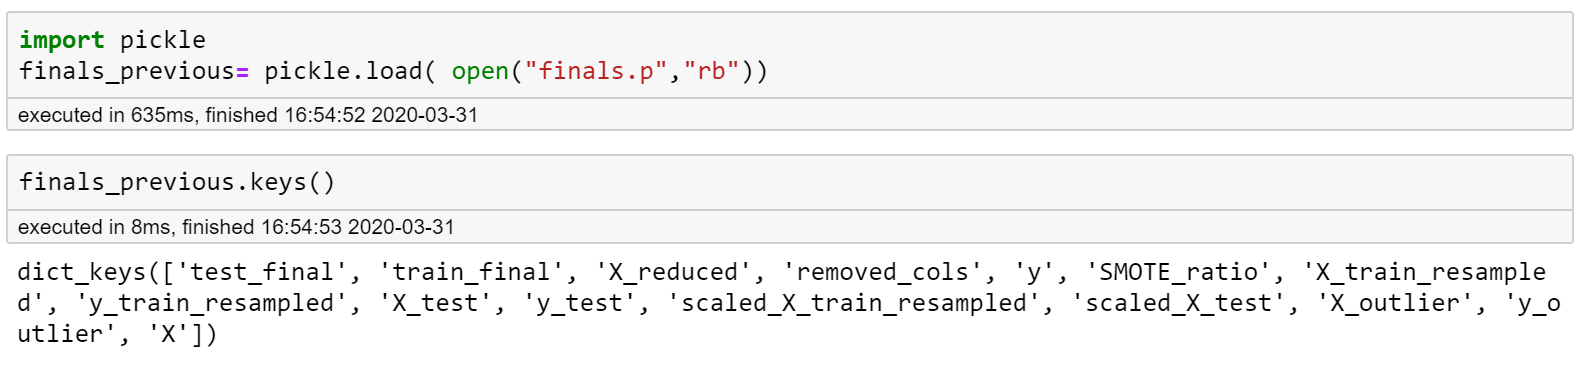 import pickle
finals_previous= pickle.load( open("finals.p","rb"))
executed in 635ms, finished 16:54:52 2020-03-31
finals_previous.keys()
executed in 8ms, finished 16:54:53 2020-03-31
dict_keys(['test_final', 'train_final', 'X_reduced', 'removed_cols', 'y', 'SMOTE_ratio', 'X_train_resample
d', 'y_train_resampled', 'X_test', 'y_test', 'scaled_X_train_resampled', 'scaled_X_test', 'X_outlier', 'y_o
utlier', 'X'])